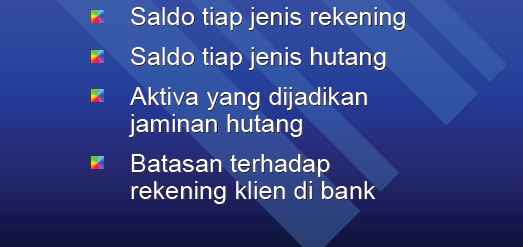 Saldo tiap jenis rekening
Saldo tiap jenis hutang
Aktiva yang dijadikan
jaminan hutang
Batasan terhadap
rekening klien di bank